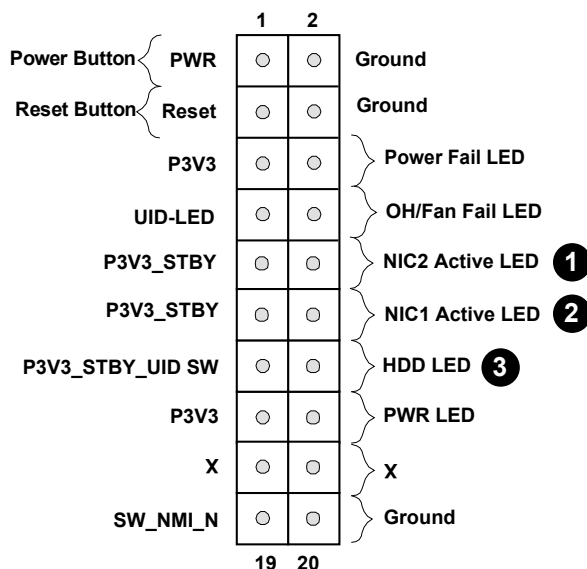 1 2
Power Button PWR Ground
Reset Button Reset Ground
P3V3 Power Fail LED
UID-LED OH/Fan Fail LED
P3V3_STBY NIC2 Active LED 1
P3V3_STBY NIC1 Active LED 2
P3V3_STBY_UID SW HDD LED 3
P3V3 PWR LED
X X
SW_NMI_N Ground
19 20